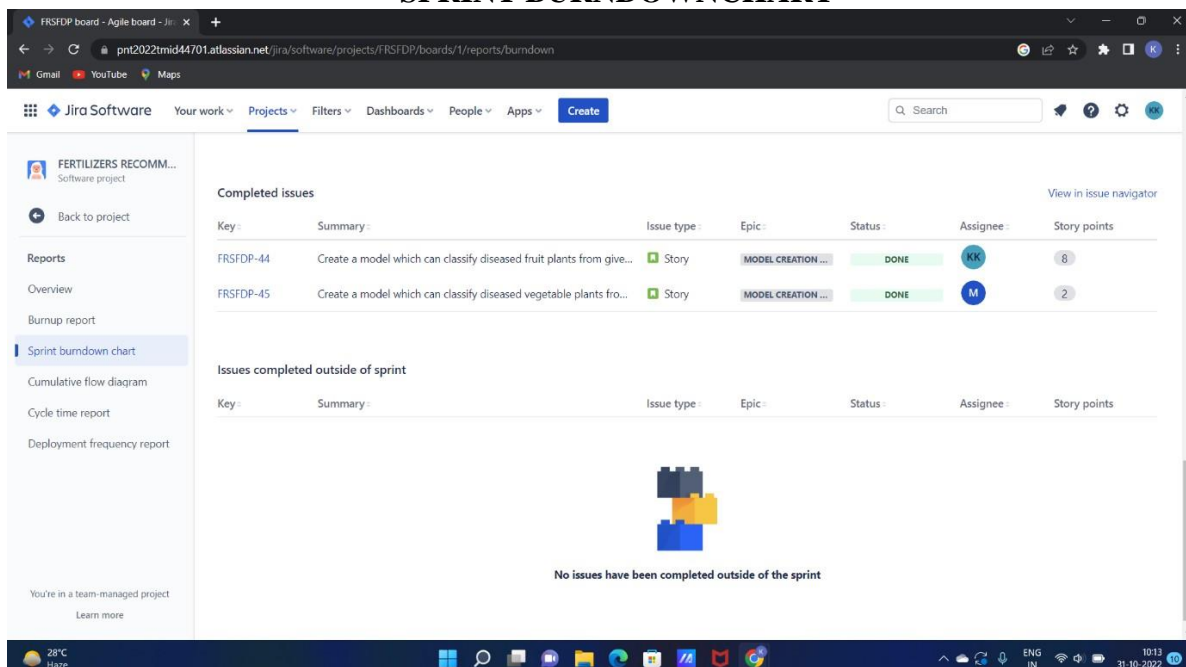 SPRINT BURNDOWNCHART
FRSFDP board - Agile board - Jir
pnt2022tmid44701.atlassian.net/jira/software/projects/FRSFDP/boards/1/reports/burndown
K
Gmail YouTube Maps
Jira Software Your work Projects Filters Dashboards People Apps Create Search KK
FERTILIZERS RECOMM...
Software project
Back to project
Reports
Overview
Burnup report
Sprint burndown chart
Cumulative flow diagram
Cycle time report
Deployment frequency report
You're in a team-managed project
Learn more
Completed issues View in issue navigator
Key Summary Issue type Epic Status Assignee Story points
FRSFDP-44 Create a model which can classify diseased fruit plants from give... Story MODEL CREATION ... DONE KK 8
FRSFDP-45 Create a model which can classify diseased vegetable plants fro... Story MODEL CREATION ... DONE M 2
Issues completed outside of sprint
Key Summary Issue type Epic Status Assignee Story points
No issues have been completed outside of the sprint
28°C
Haze
ENG
IN
10:13
31-10-2022
10